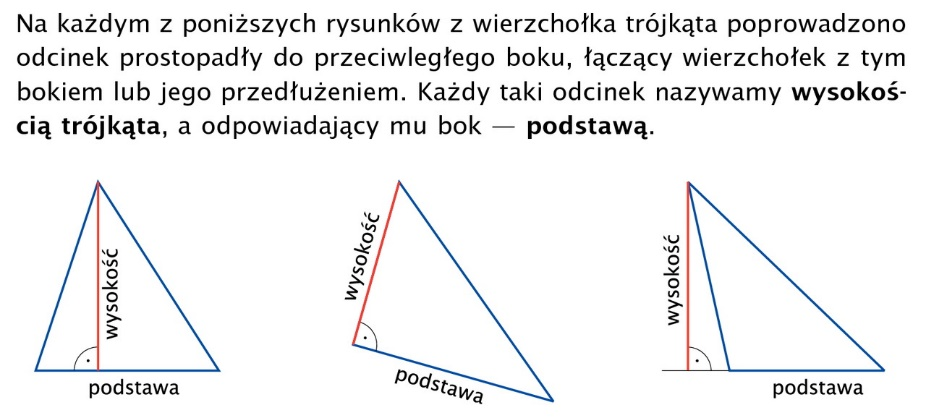 Na każdym z poniższych rysunków z wierzchołka trójkąta poprowadzono
odcinek prostopadły do przeciwległego boku, łączący wierzchołek z tym
bokiem lub jego przedłużeniem. Każdy taki odcinek nazywamy wysokoś-
cią trójkąta, a odpowiadający mu bok — podstawą.
wysokość
podstawa
wysokość
podstawa
wysokość
podstawa